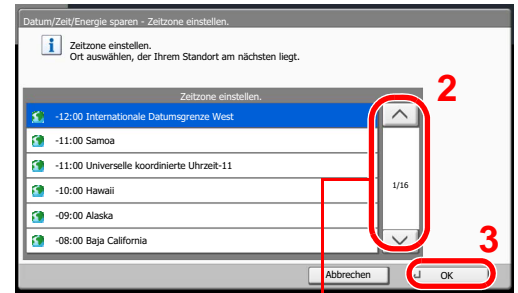 Datum/Zeit/Energie sparen - Zeitzone einstellen.
Zeitzone einstellen.
Ort auswählen, der Ihrem Standort am nächsten liegt.
2
Zeitzone einstellen.
-12:00 Internationale Datumsgrenze West
-11:00 Samoa
-11:00 Universelle koordinierte Uhrzeit-11
-10:00 Hawaii
1/16
-09:00 Alaska
-08:00 Baja California
3
Abbrechen
OK